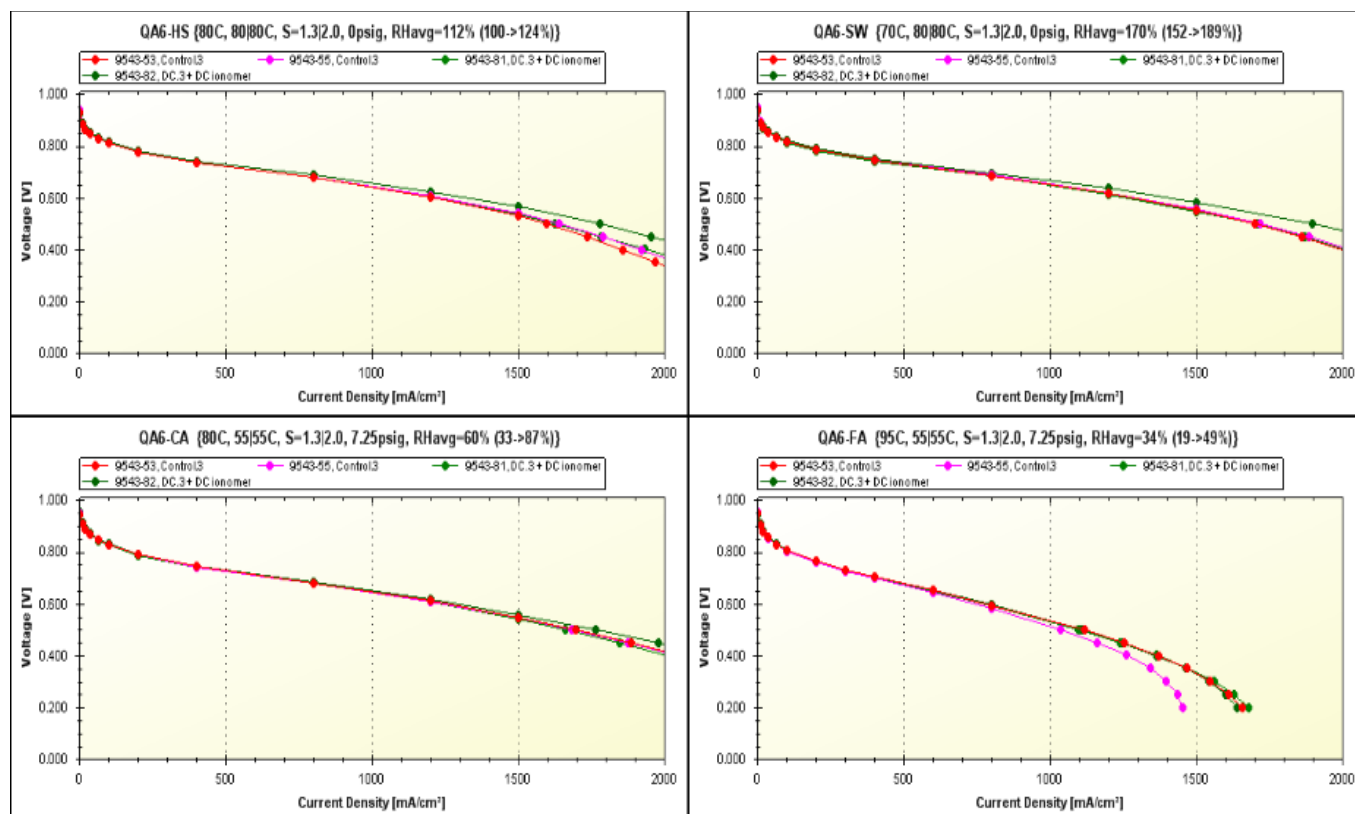 QA6-HS {80C, 80|80C, S=1.3|2.0, 0psig, RHavg=112% (100->124%)}
9543-53, Control3 9543-55, Control3 9543-81, DC.3 + DC ionomer
9543-82, DC.3 + DC ionomer
1.000
0.800
0.600
0.400
0.200
0.000
Voltage [V]
0 500 1000 1500 2000
Current Density [mA/cm²]
QA6-SW {70C, 80|80C, S=1.3|2.0, 0psig, RHavg=170% (152->189%)}
9543-53, Control3 9543-55, Control3 9543-81, DC.3 + DC ionomer
9543-82, DC.3 + DC ionomer
1.000
0.800
0.600
0.400
0.200
0.000
Voltage [V]
0 500 1000 1500 2000
Current Density [mA/cm²]
QA6-CA {80C, 55|55C, S=1.3|2.0, 7.25psig, RHavg=60% (33->87%)}
9543-53, Control3 9543-55, Control3 9543-81, DC.3 + DC ionomer
9543-82, DC.3 + DC ionomer
1.000
0.800
0.600
0.400
0.200
0.000
Voltage [V]
0 500 1000 1500 2000
Current Density [mA/cm²]
QA6-FA {95C, 55|55C, S=1.3|2.0, 7.25psig, RHavg=34% (19->49%)}
9543-53, Control3 9543-55, Control3 9543-81, DC.3 + DC ionomer
9543-82, DC.3 + DC ionomer
1.000
0.800
0.600
0.400
0.200
0.000
Voltage [V]
0 500 1000 1500 2000
Current Density [mA/cm²]